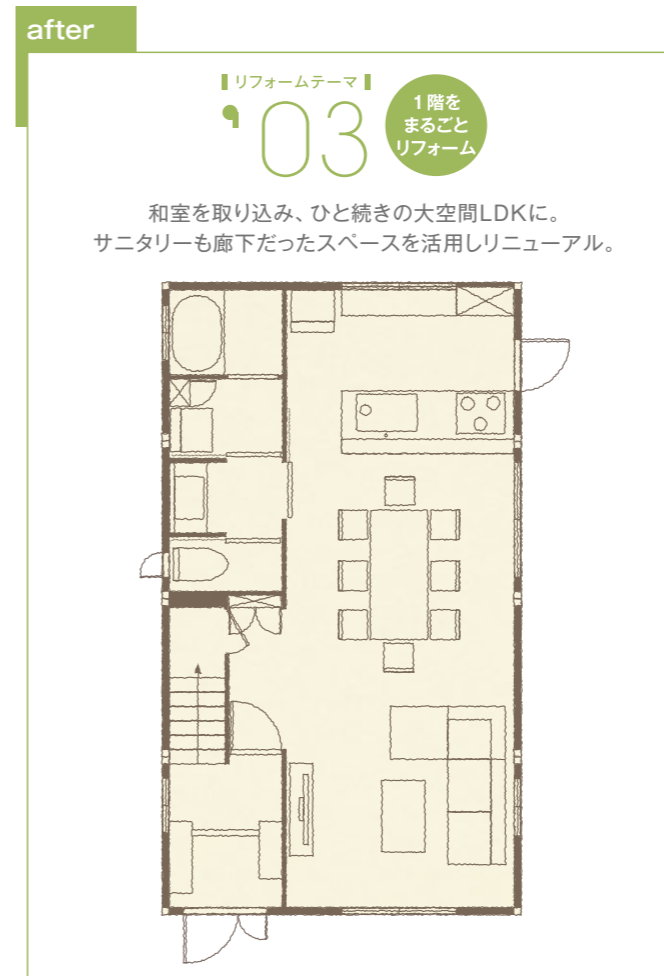 after
リフォームテーマ
'03
1階を
まるごと
リフォーム
和室を取り込み、ひと続きの大空間LDKに。
サニタリーも廊下だったスペースを活用しリニューアル。